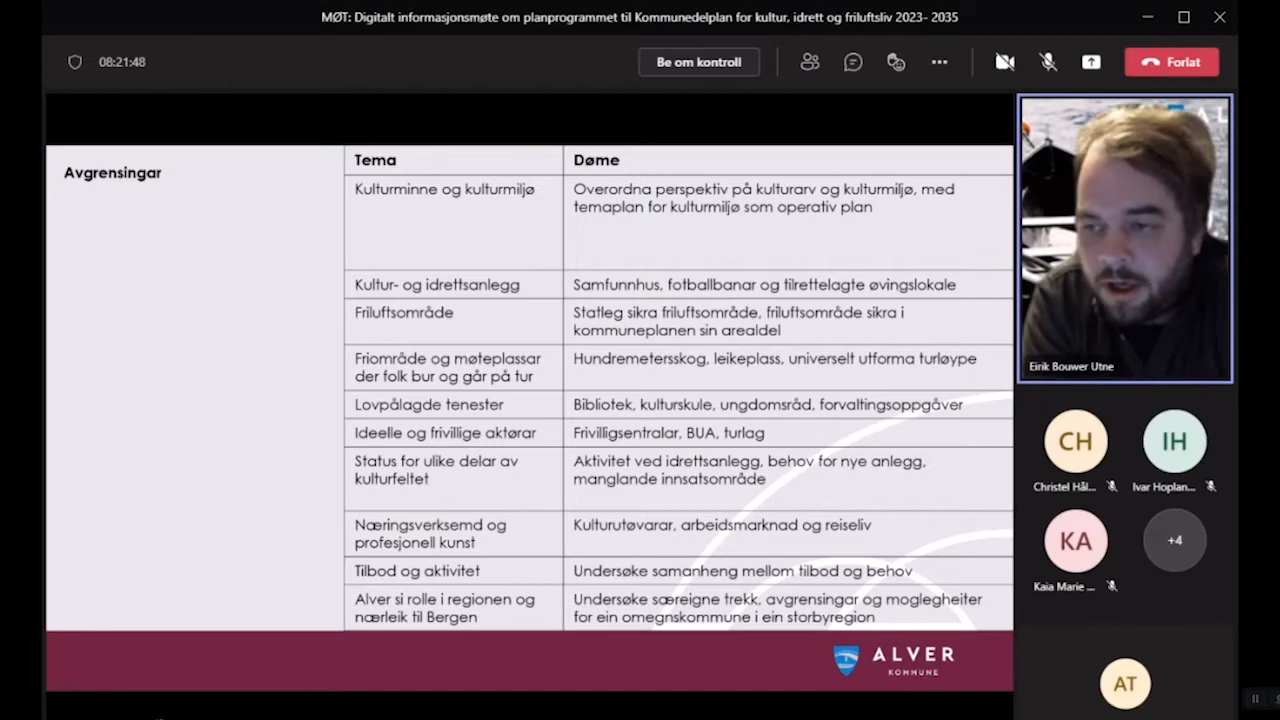 MØT: Digitalt informasjonsmøte om planprogrammet til Kommunedelplan for kultur, idrett og friluftsliv 2023- 2035
08:21:48
Be om kontroll
Forlat
Avgrensingar
Tema
Døme
Kulturminne og kulturmiljø
Overordna perspektiv på kulturarv og kulturmiljø, med
temaplan for kulturmiljø som operativ plan
Kultur- og idrettsanlegg
Samfunnhus, fotballbanar og tilrettelagte øvingslokale
Friluftsområde
Statleg sikra friluftsområde, friluftsområde sikra i
kommuneplanen sin arealdel
Friområde og møteplassar
der folk bur og går på tur
Hundremetersskog, leikeplass, universelt utforma turløype
Lovpålagde tenester
Bibliotek, kulturskule, ungdomsråd, forvaltingsoppgåver
Ideelle og frivillige aktørar
Frivilligsentralar, BUA, turlag
Status for ulike delar av
kulturfeltet
Aktivitet ved idrettsanlegg, behov for nye anlegg,
manglande innsatsområde
Næringsverksemd og
profesjonell kunst
Kulturutøvarar, arbeidsmarknad og reiseliv
Tilbod og aktivitet
Undersøke samanheng mellom tilbod og behov
Alver si rolle i regionen og
nærleik til Bergen
Undersøke særeigne trekk, avgrensingar og moglegheiter
for ein omegnskommune i ein storbyregion
ALVER
KOMMUNE
AL
Eirik Bouwer Utne
CH
IH
Christel Hål...
Ivar Hoplan...
KA
+4
Kaia Marie ...
AT